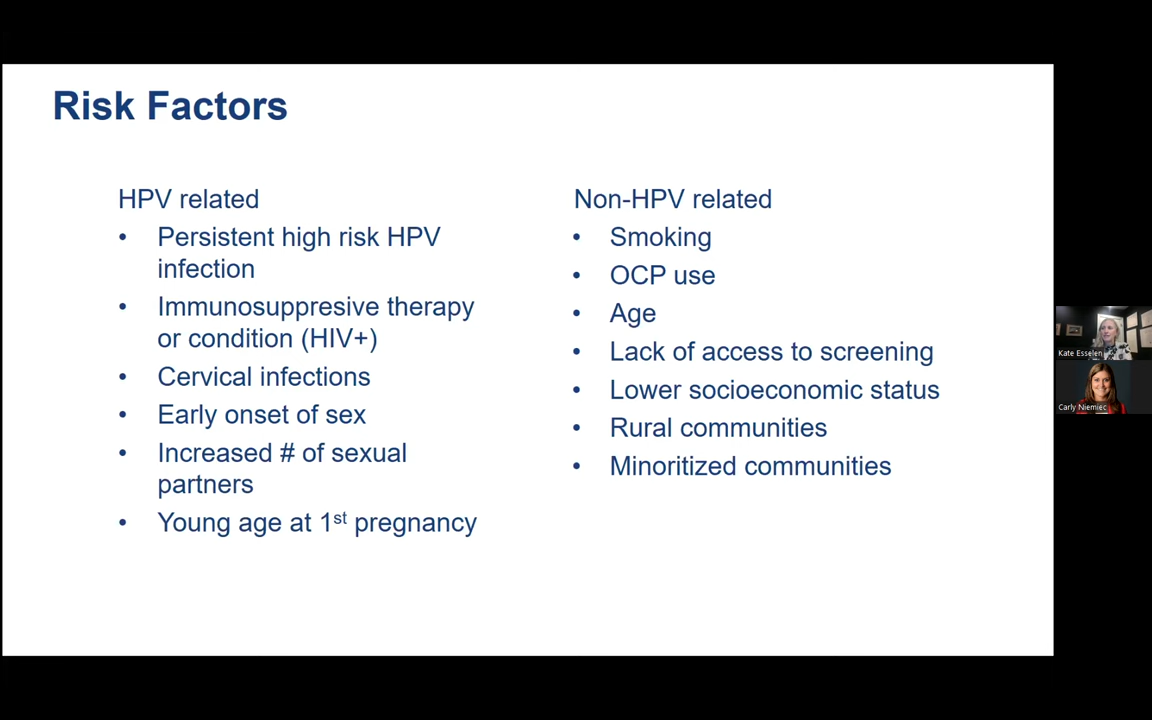 Risk Factors
HPV related
• Persistent high risk HPV
infection
• Immunosuppresive therapy
or condition (HIV+)
• Cervical infections
• Early onset of sex
• Increased # of sexual
partners
• Young age at 1st pregnancy
Non-HPV related
• Smoking
• OCP use
• Age
• Lack of access to screening
• Lower socioeconomic status
• Rural communities
• Minoritized communities
Kate Esselen
Carly Niemiec